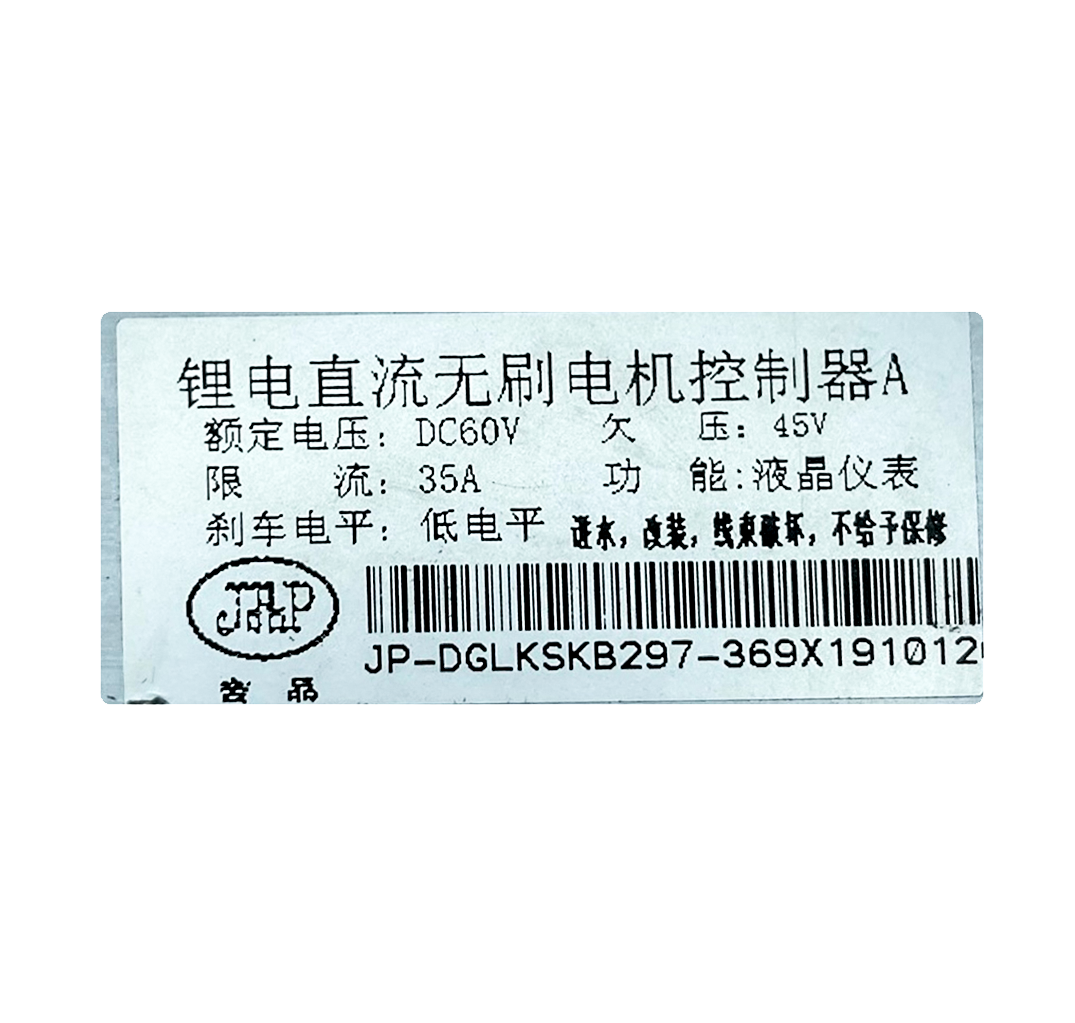 锂电直流无刷电机控制器A
额定电压：DC60V 欠 压：45V
限 流：35A 功 能:液晶仪表
刹车电平：低电平 进水，改装，线束破坏，不给予保修
JP-DGLKSKB297-369X1910120
品